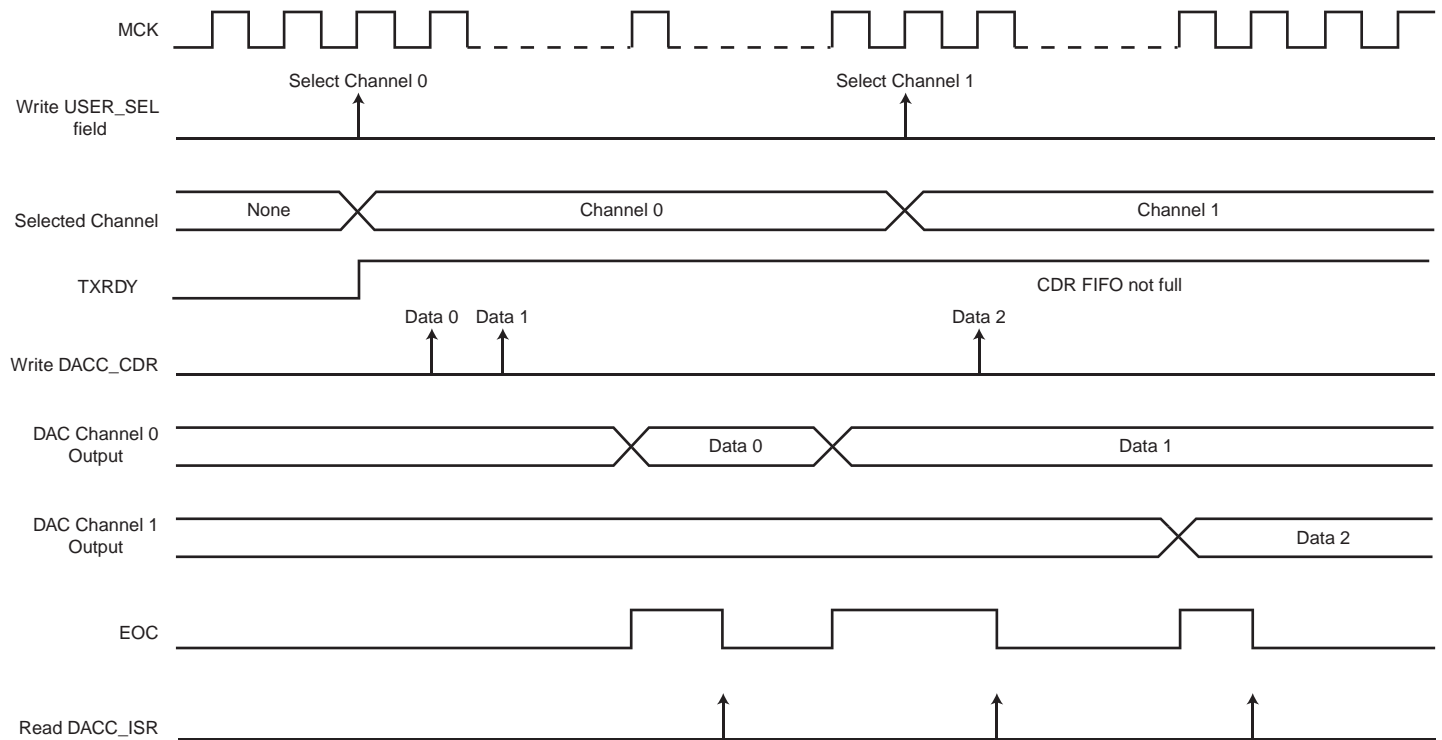 MCK
Select Channel 0
Select Channel 1
Write USER_SEL
field
Selected Channel
None
Channel 0
Channel 1
TXRDY
CDR FIFO not full
Data 0
Data 1
Data 2
Write DACC_CDR
DAC Channel 0
Output
Data 0
Data 1
DAC Channel 1
Output
Data 2
EOC
Read DACC_ISR